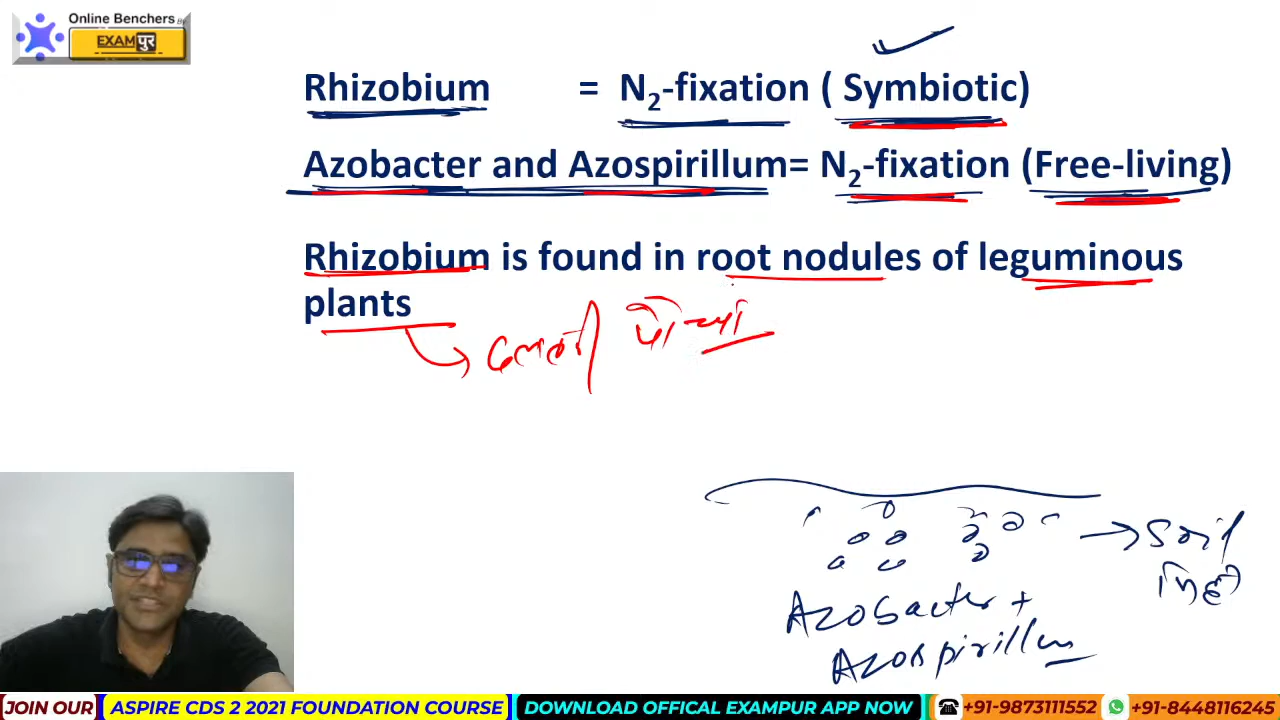 Online Benchers By
EXAMपुर
Rhizobium = N₂-fixation ( Symbiotic)
Azobacter and Azospirillum= N₂-fixation (Free-living)
Rhizobium is found in root nodules of leguminous
plants
soil
Azobacter +
Azospirillum
JOIN OUR ASPIRE CDS 2 2021 FOUNDATION COURSE DOWNLOAD OFFICAL EXAMPUR APP NOW +91-9873111552 +91-8448116245